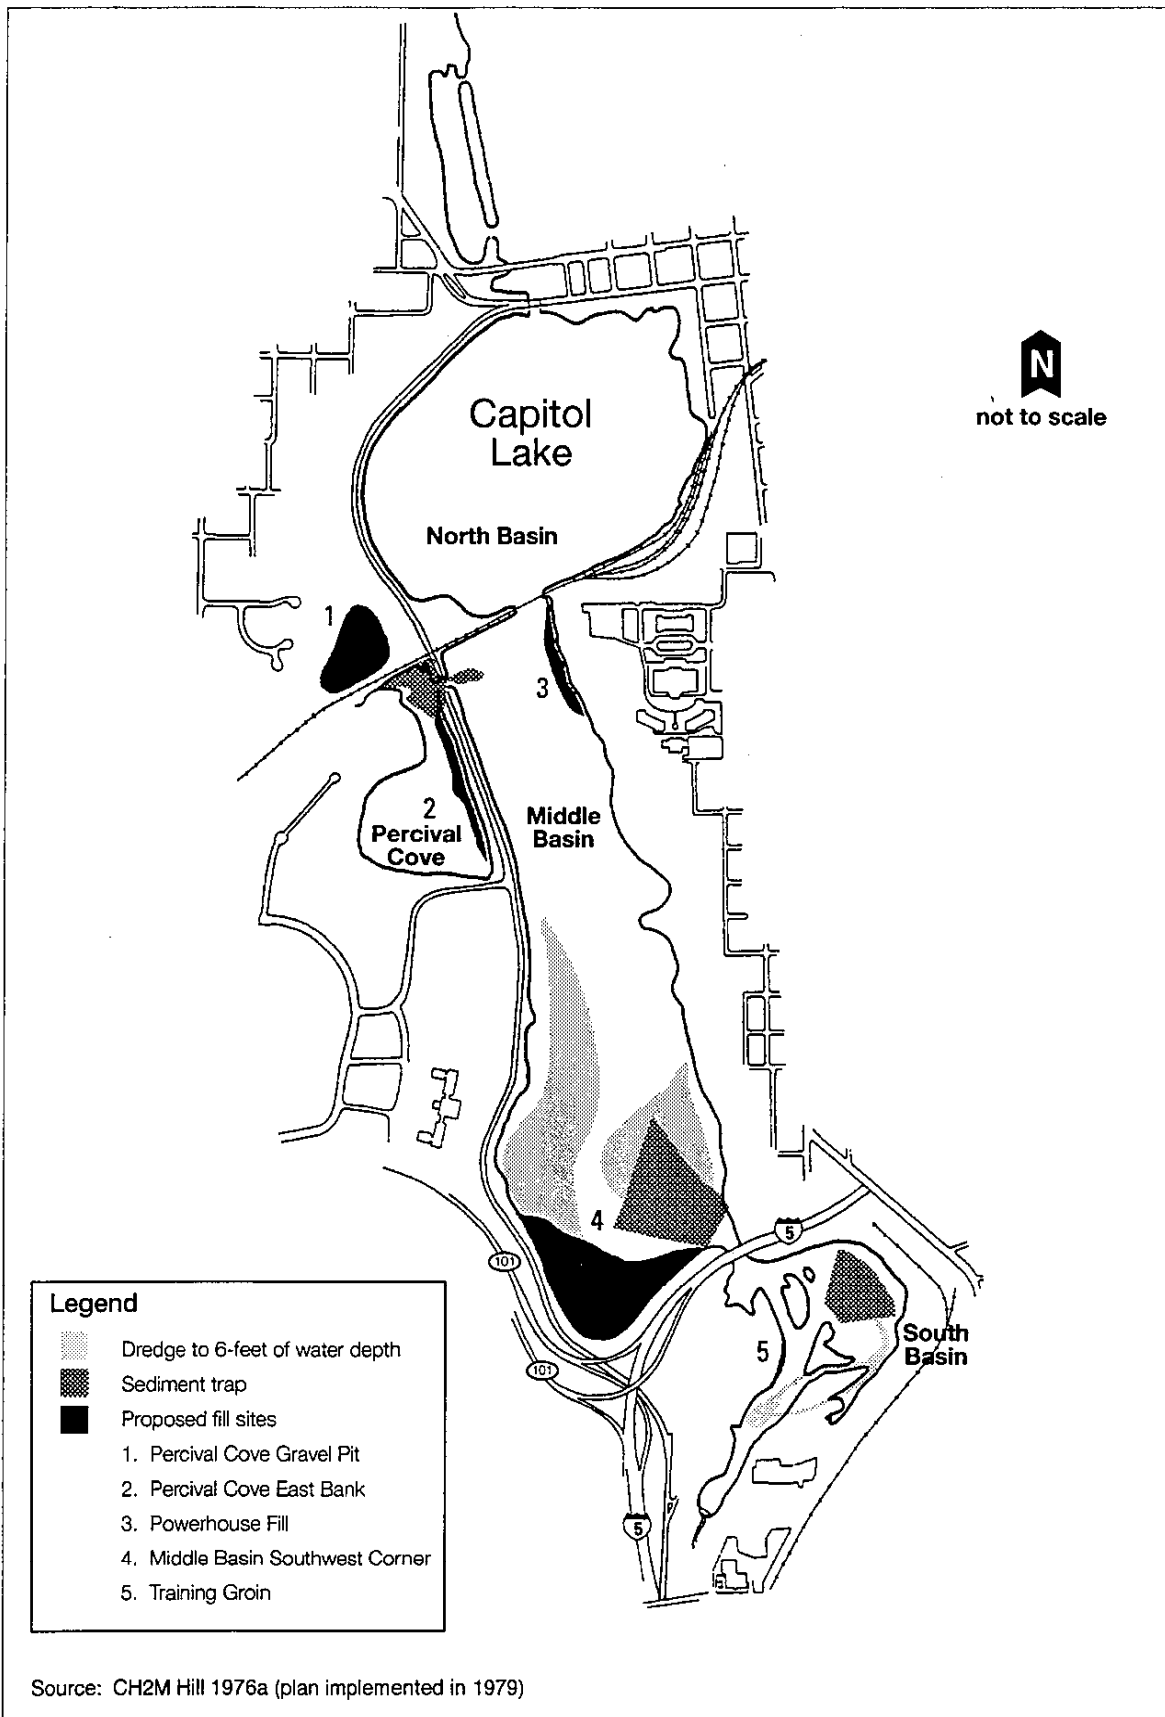 Capitol
Lake
N
not to scale
North Basin
1
3
2
Percival
Cove
Middle
Basin
4
5
101
South
Basin
5
101
5
Legend
Dredge to 6-feet of water depth
Sediment trap
Proposed fill sites
1. Percival Cove Gravel Pit
2. Percival Cove East Bank
3. Powerhouse Fill
4. Middle Basin Southwest Corner
5. Training Groin
Source: CH2M Hill 1976a (plan implemented in 1979)